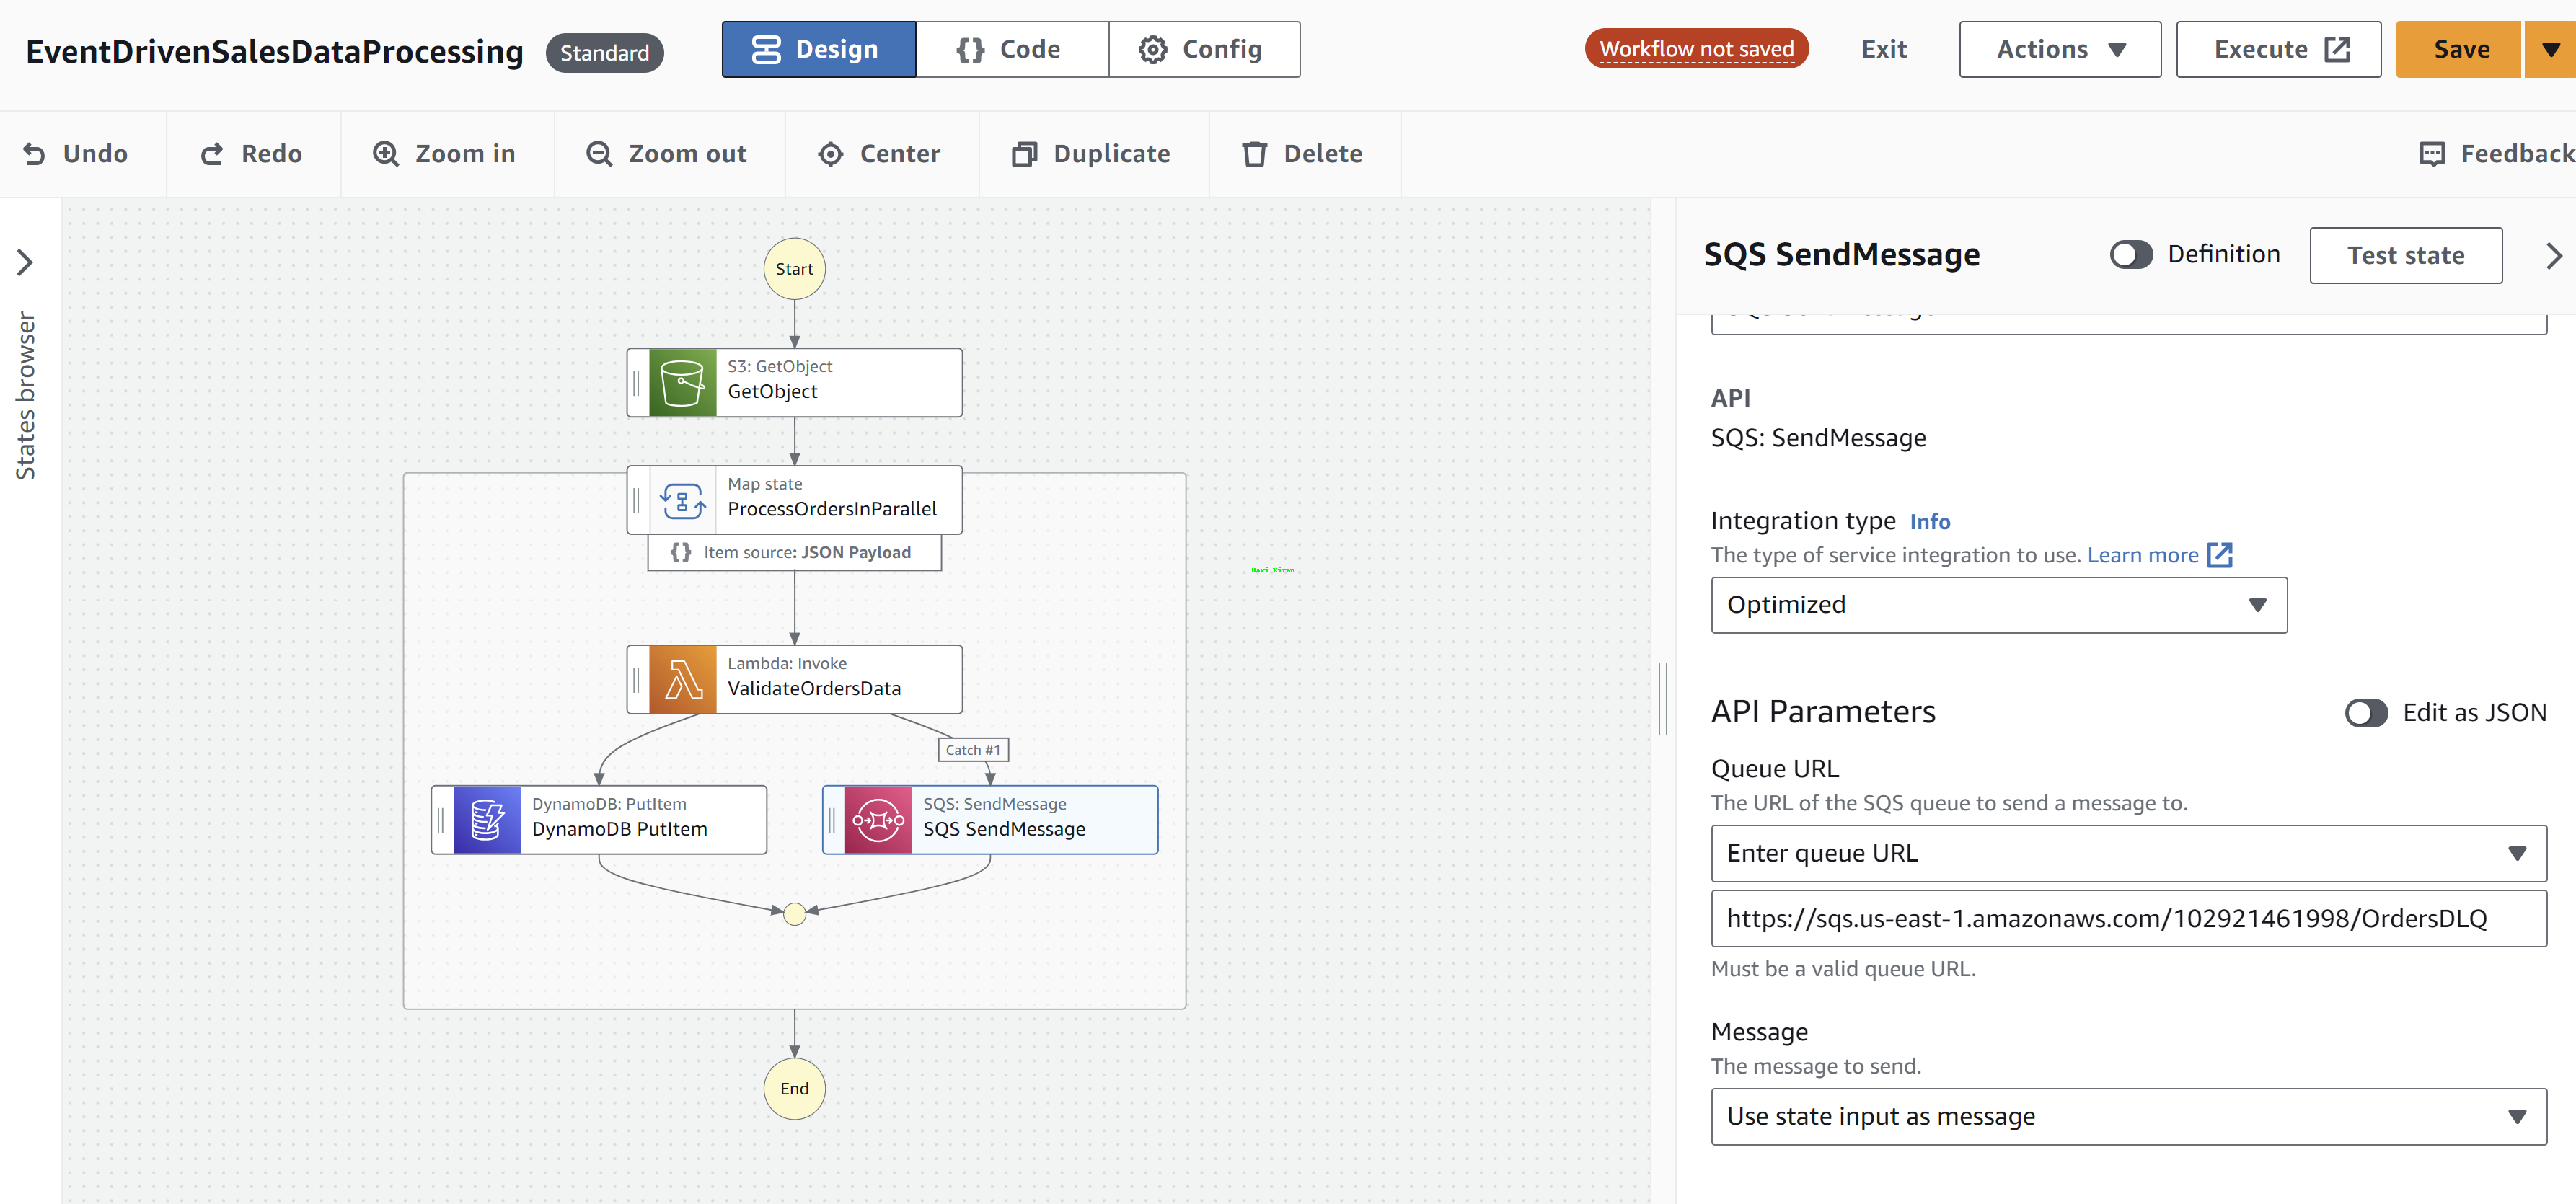 EventDrivenSalesDataProcessing Standard Design {} Code Config Workflow not saved Exit Actions Execute Save
Undo Redo Zoom in Zoom out Center Duplicate Delete Feedback
States browser
Start
S3: GetObject
GetObject
Map state
ProcessOrdersInParallel
{} Item source: JSON Payload
Lambda: Invoke
ValidateOrdersData
Catch #1
DynamoDB: PutItem
DynamoDB PutItem
SQS: SendMessage
SQS SendMessage
End
Hari Kiran
SQS SendMessage Definition Test state
API
SQS: SendMessage
Integration type Info
The type of service integration to use. Learn more
Optimized
API Parameters Edit as JSON
Queue URL
The URL of the SQS queue to send a message to.
Enter queue URL
https://sqs.us-east-1.amazonaws.com/102921461998/OrdersDLQ
Must be a valid queue URL.
Message
The message to send.
Use state input as message